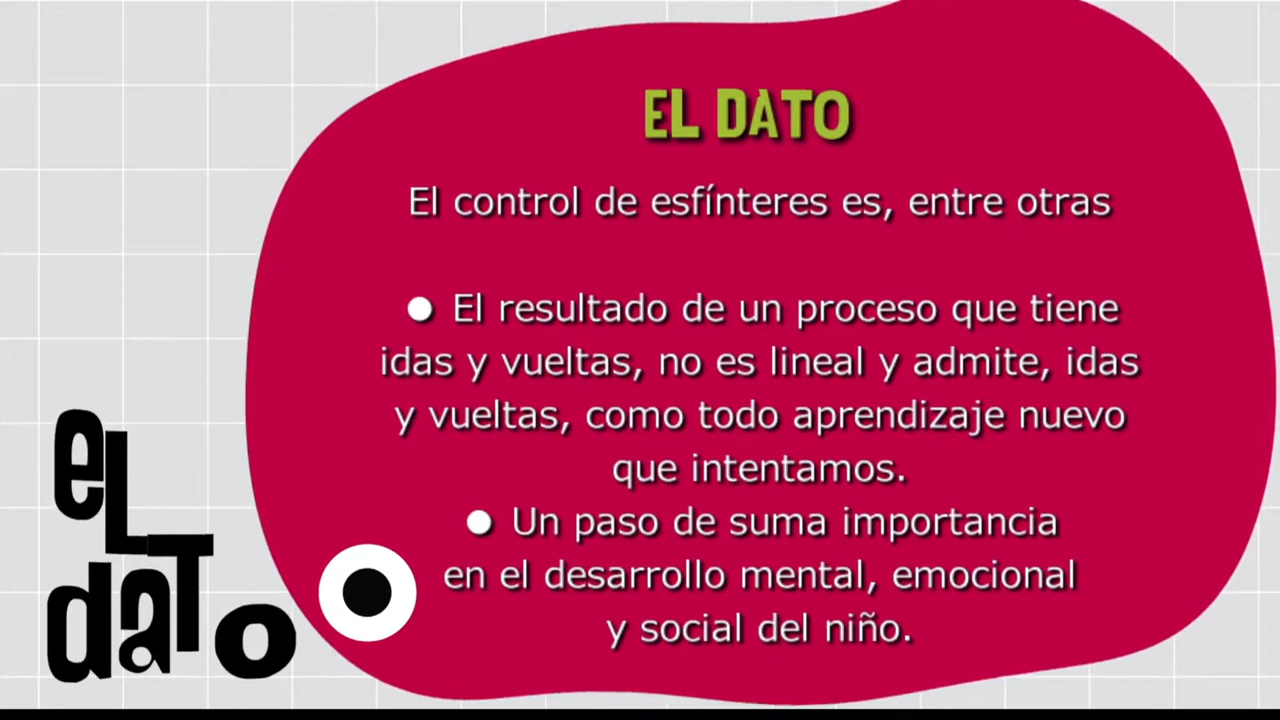 EL DATO
El control de esfínteres es, entre otras
● El resultado de un proceso que tiene
idas y vueltas, no es lineal y admite, idas
y vueltas, como todo aprendizaje nuevo
que intentamos.
● Un paso de suma importancia
en el desarrollo mental, emocional
y social del niño.
eL
daTo